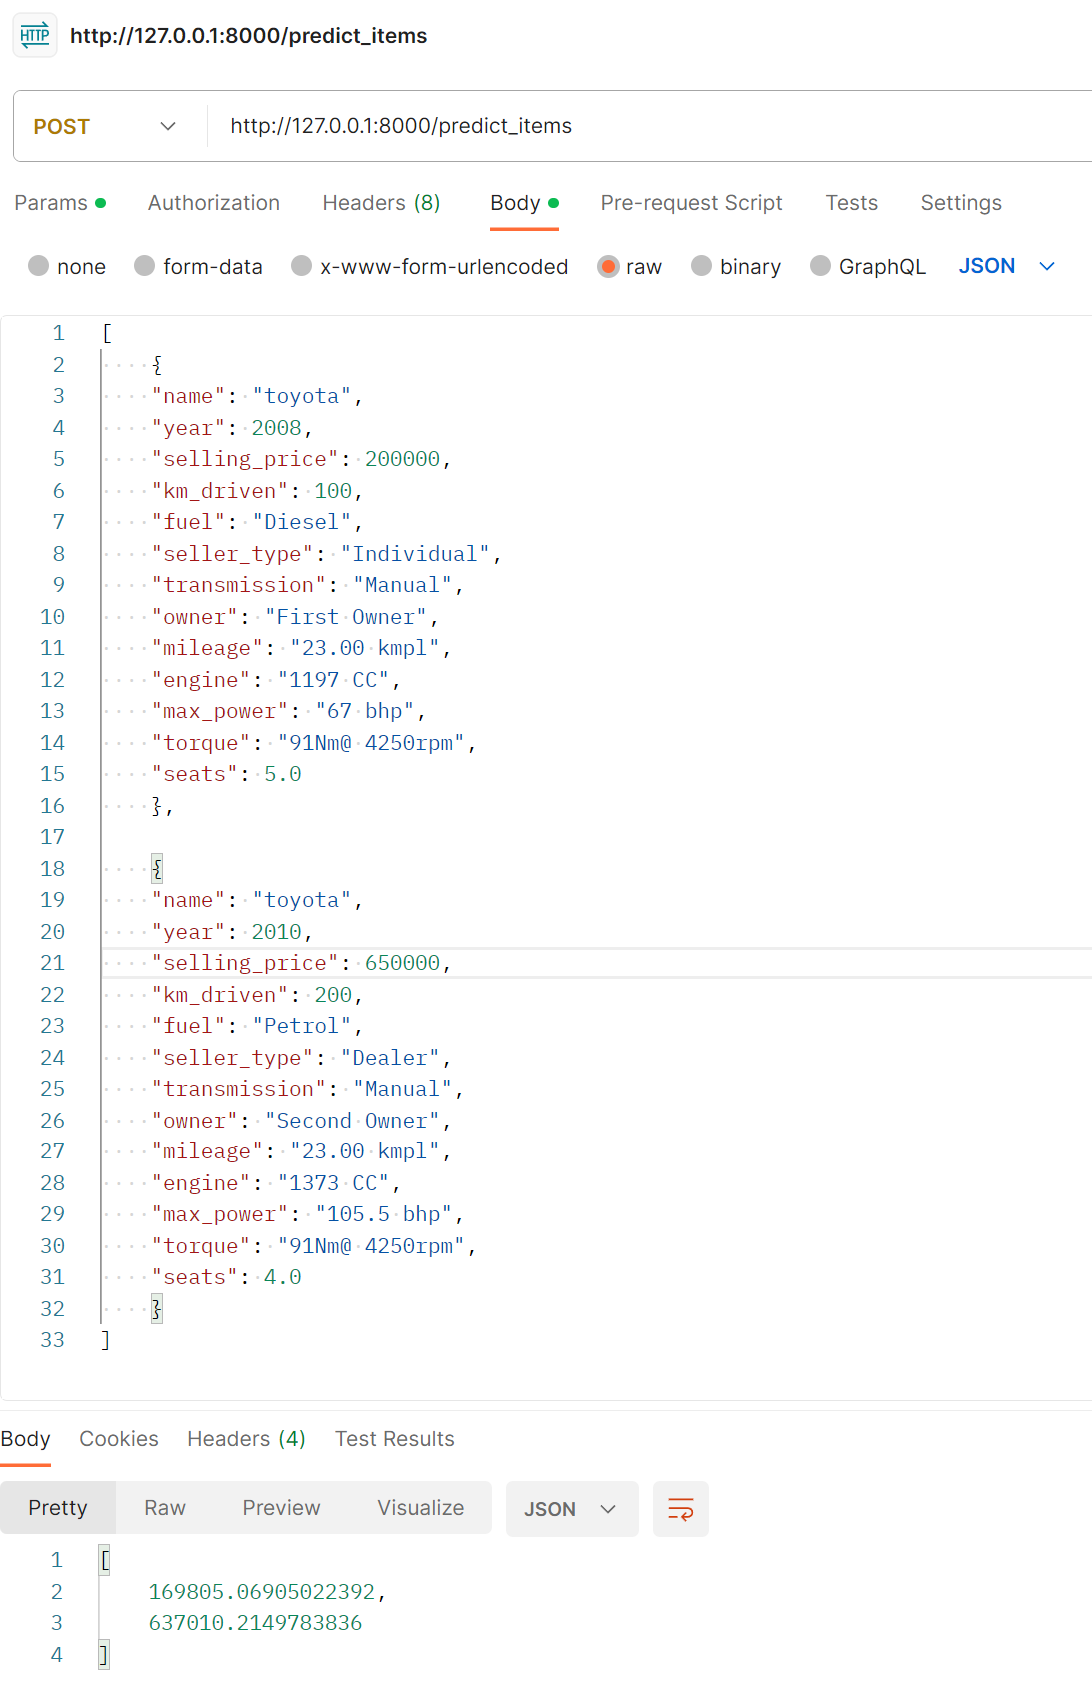 HTTP http://127.0.0.1:8000/predict_items
POST http://127.0.0.1:8000/predict_items
Params Authorization Headers (8) Body Pre-request Script Tests Settings
none form-data x-www-form-urlencoded raw binary GraphQL JSON
1 [
2 {
3 "name": "toyota",
4 "year": 2008,
5 "selling_price": 200000,
6 "km_driven": 100,
7 "fuel": "Diesel",
8 "seller_type": "Individual",
9 "transmission": "Manual",
10 "owner": "First Owner",
11 "mileage": "23.00 kmpl",
12 "engine": "1197 CC",
13 "max_power": "67 bhp",
14 "torque": "91Nm@ 4250rpm",
15 "seats": 5.0
16 },
17
18 {
19 "name": "toyota",
20 "year": 2010,
21 "selling_price": 650000,
22 "km_driven": 200,
23 "fuel": "Petrol",
24 "seller_type": "Dealer",
25 "transmission": "Manual",
26 "owner": "Second Owner",
27 "mileage": "23.00 kmpl",
28 "engine": "1373 CC",
29 "max_power": "105.5 bhp",
30 "torque": "91Nm@ 4250rpm",
31 "seats": 4.0
32 }
33 ]
Body Cookies Headers (4) Test Results
Pretty Raw Preview Visualize JSON
1 [
2 169805.06905022392,
3 637010.2149783836
4 ]